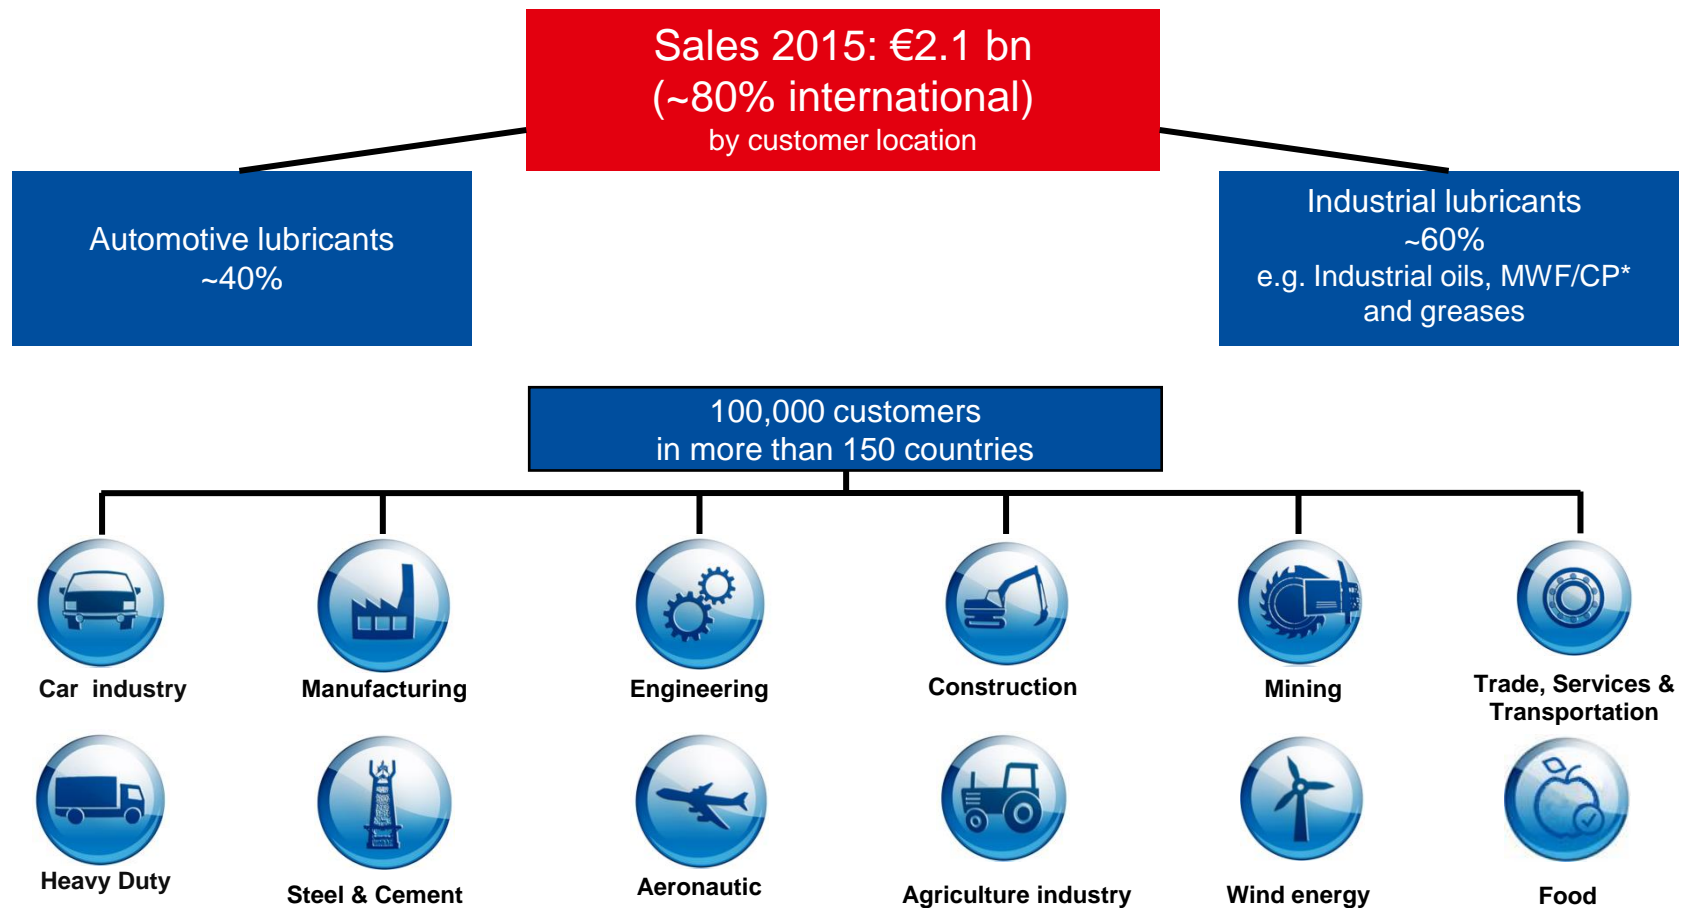 Sales 2015: €2.1 bn
(~80% international)
by customer location
Automotive lubricants
~40%
Industrial lubricants
~60%
e.g. Industrial oils, MWF/CP*
and greases
100,000 customers
in more than 150 countries
Car industry
Manufacturing
Engineering
Construction
Mining
Trade, Services &
Transportation
Heavy Duty
Steel & Cement
Aeronautic
Agriculture industry
Wind energy
Food